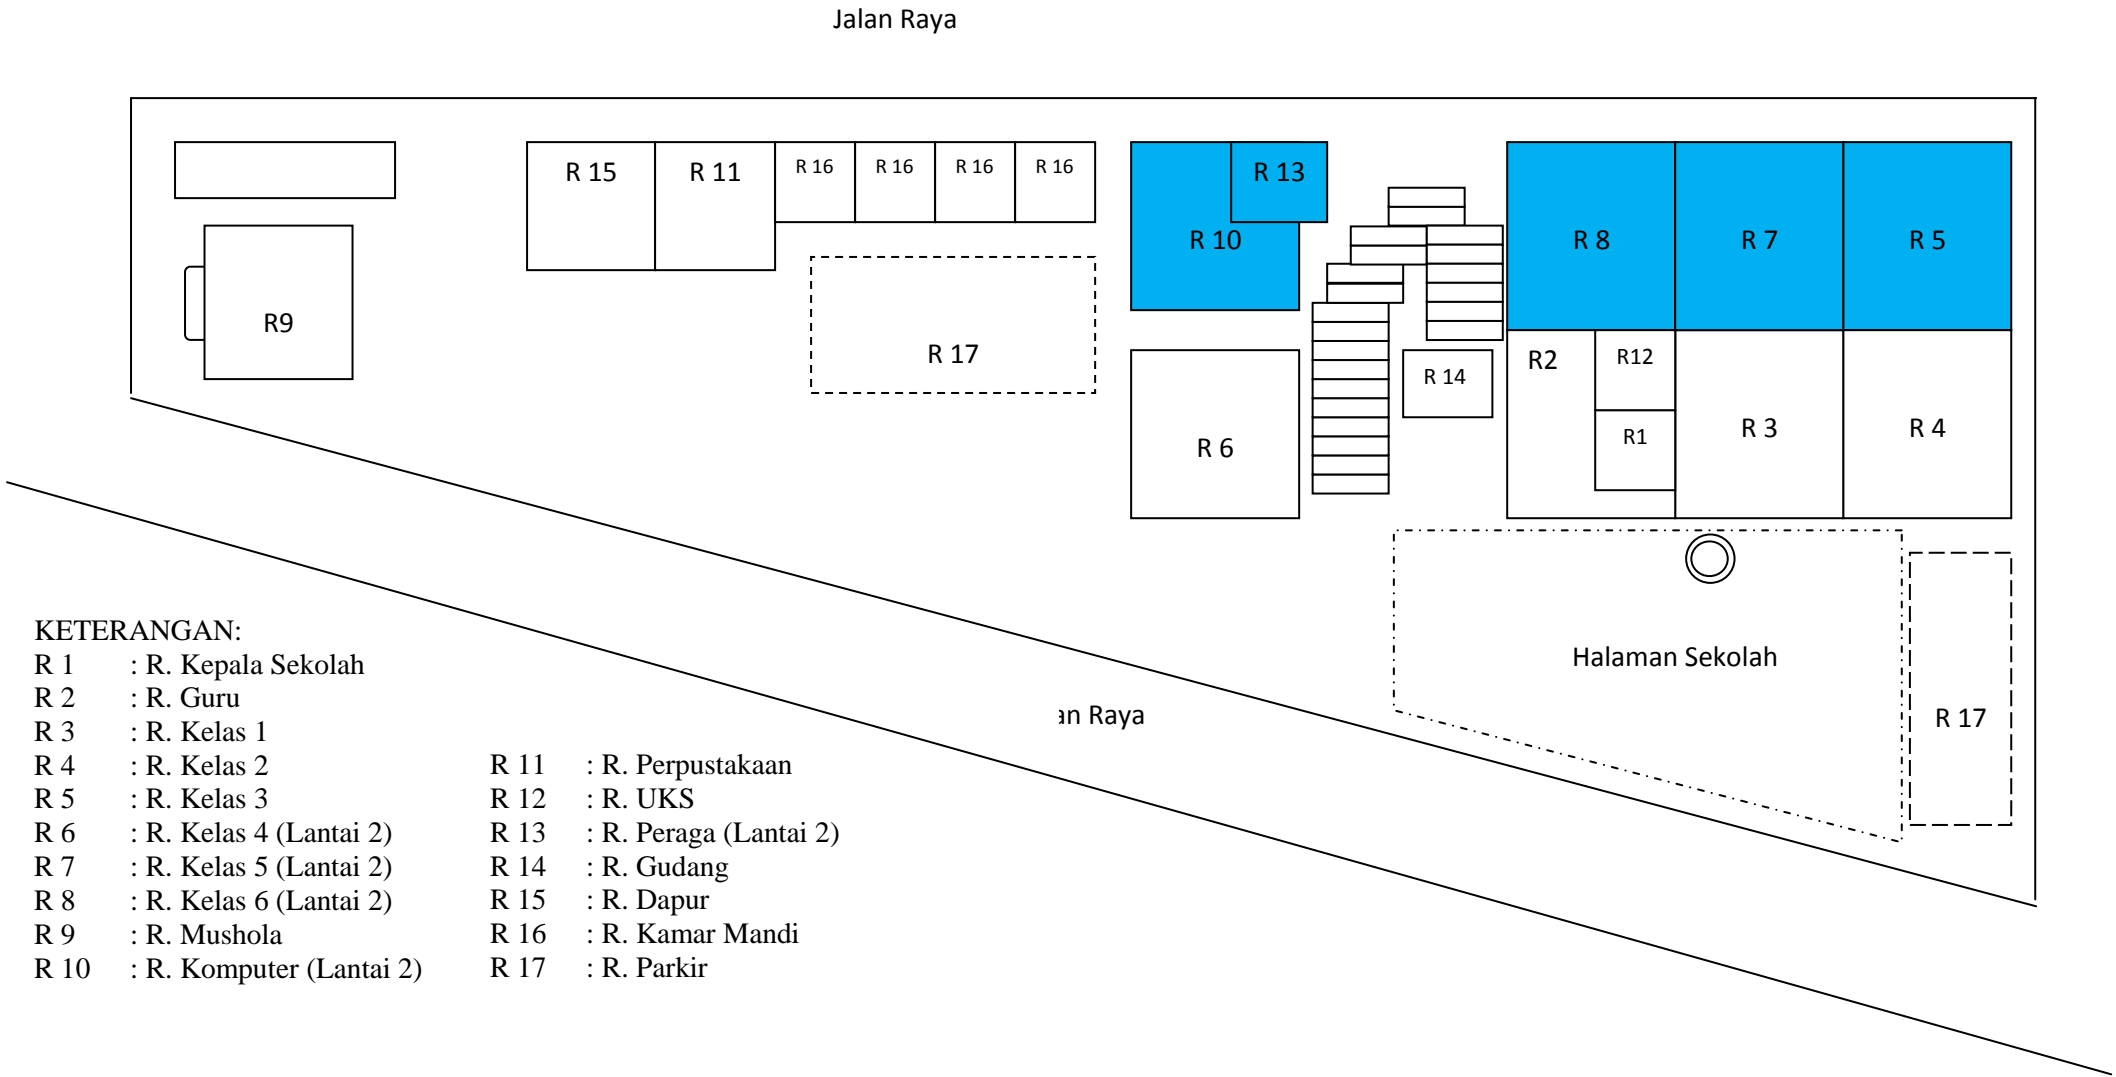 Jalan Raya
R 15
R 11
R 16
R 16
R 16
R 16
R 13
R 10
R 8
R 7
R 5
R9
R 17
R 14
R2
R12
R1
R 3
R 4
R 6
Halaman Sekolah
R 17
an Raya
KETERANGAN:
R 1 : R. Kepala Sekolah
R 2 : R. Guru
R 3 : R. Kelas 1
R 4 : R. Kelas 2
R 5 : R. Kelas 3
R 6 : R. Kelas 4 (Lantai 2)
R 7 : R. Kelas 5 (Lantai 2)
R 8 : R. Kelas 6 (Lantai 2)
R 9 : R. Mushola
R 10 : R. Komputer (Lantai 2)
R 11 : R. Perpustakaan
R 12 : R. UKS
R 13 : R. Peraga (Lantai 2)
R 14 : R. Gudang
R 15 : R. Dapur
R 16 : R. Kamar Mandi
R 17 : R. Parkir